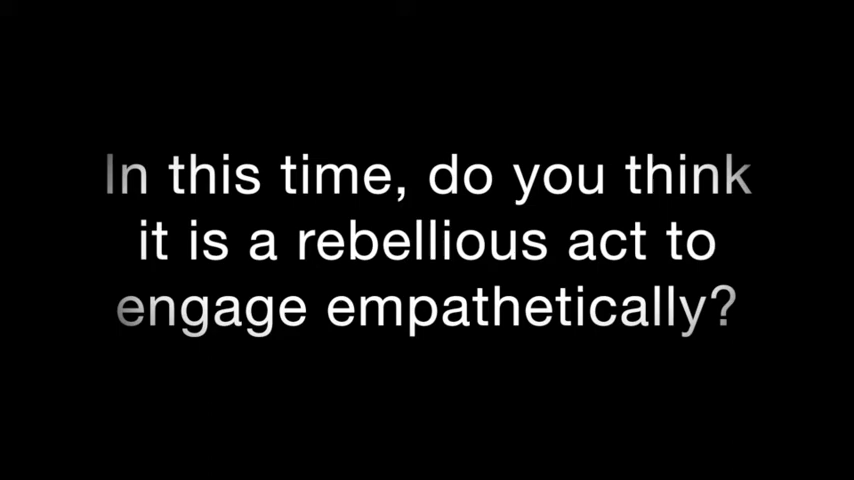 In this time, do you think
it is a rebellious act to
engage empathetically?